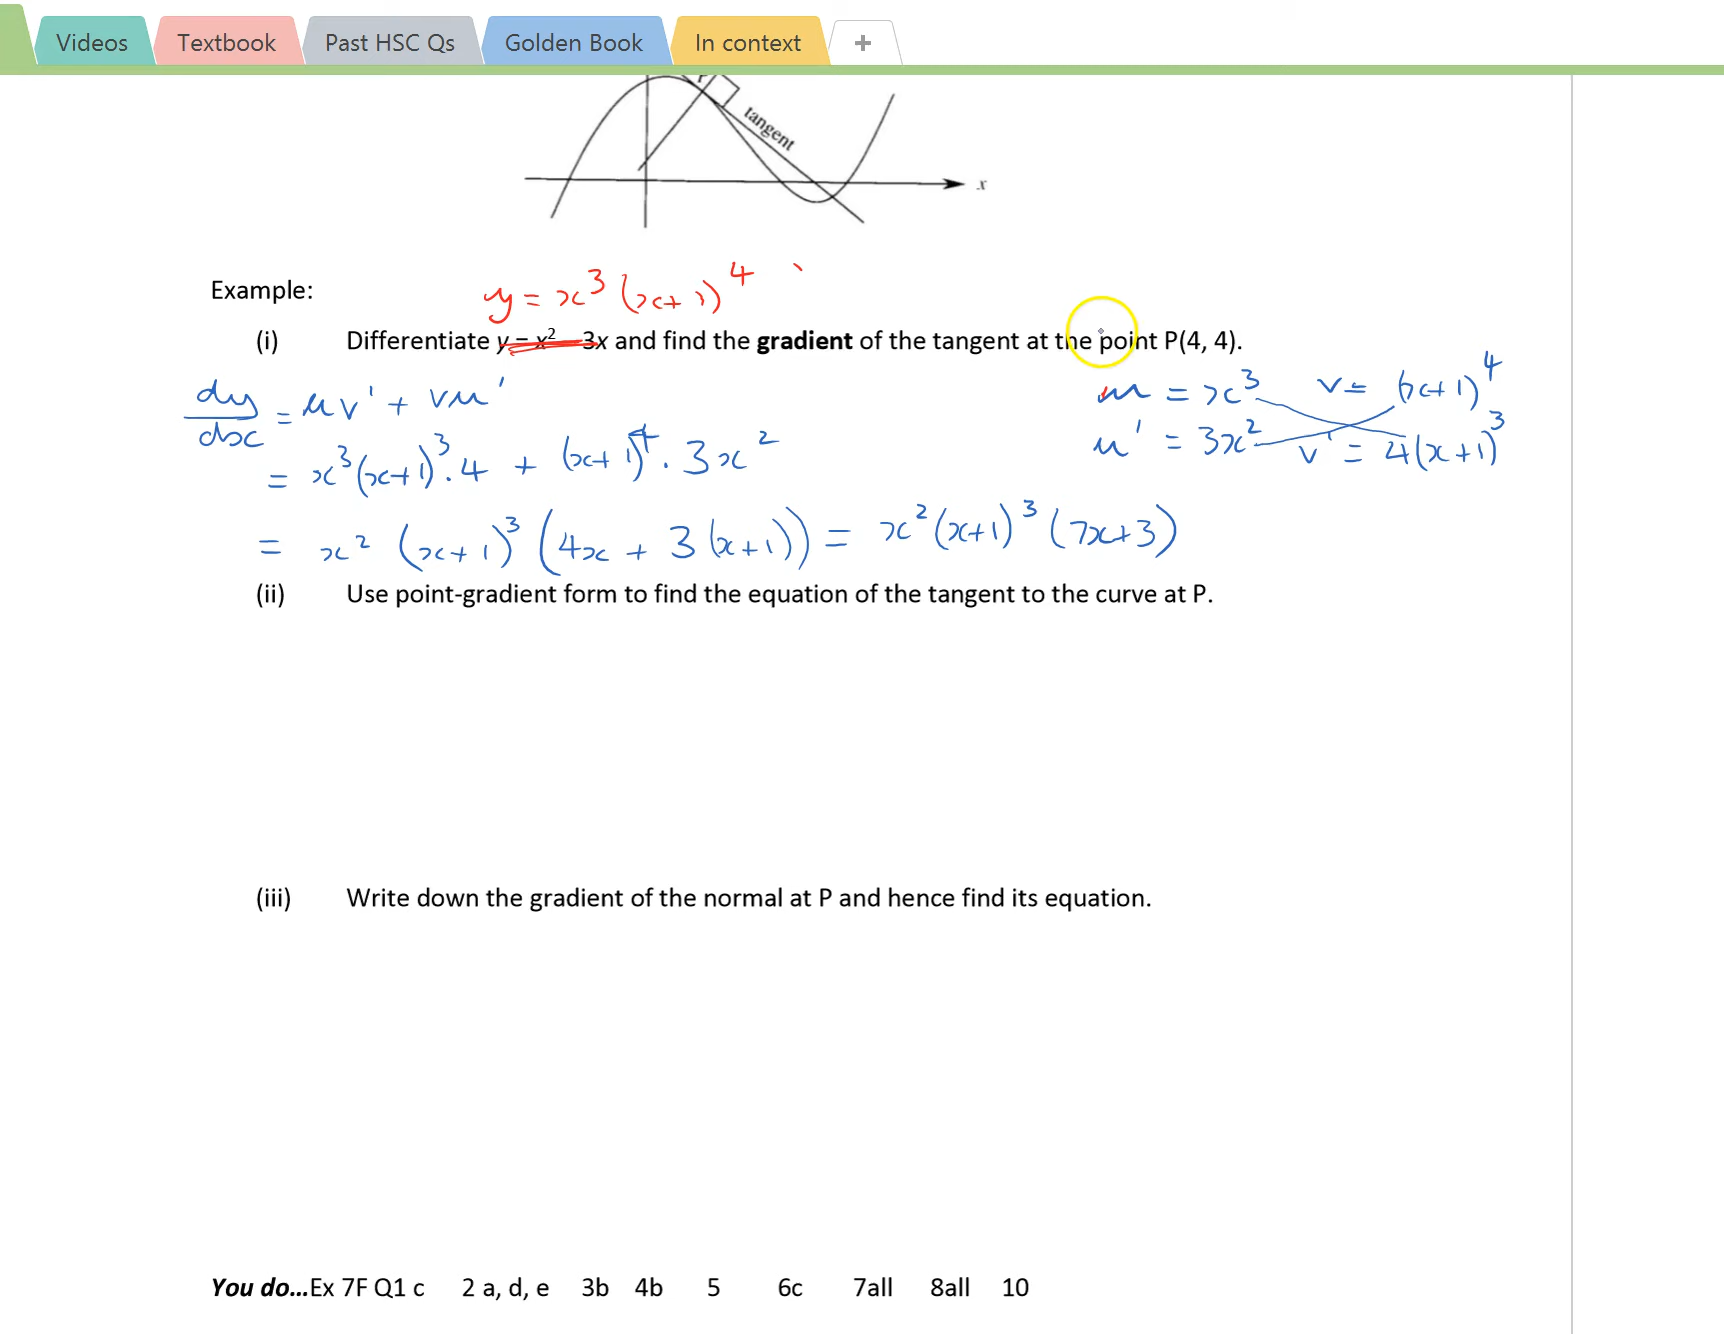 Videos Textbook Past HSC Qs Golden Book In context +
tangent
x
Example:
y = x³ (x+1)⁴
(i) Differentiate y = x² – 3x and find the gradient of the tangent at the point P(4, 4).
u = x³ v = (x+1)⁴
dy/dx = uv' + vu'
u' = 3x² v' = 4(x+1)³
= x³(x+1)³.4 + (x+1)⁴. 3x²
= x² (x+1)³ (4x + 3(x+1)) = x²(x+1)³(7x+3)
(ii) Use point-gradient form to find the equation of the tangent to the curve at P.
(iii) Write down the gradient of the normal at P and hence find its equation.
You do...Ex 7F Q1 c 2 a, d, e 3b 4b 5 6c 7all 8all 10